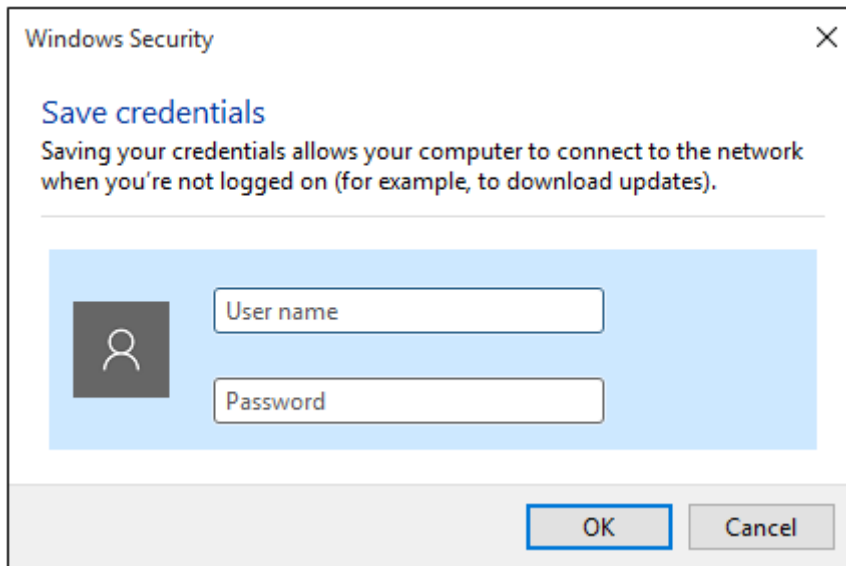 Windows Security
Save credentials
Saving your credentials allows your computer to connect to the network
when you're not logged on (for example, to download updates).
User name
Password
OK
Cancel